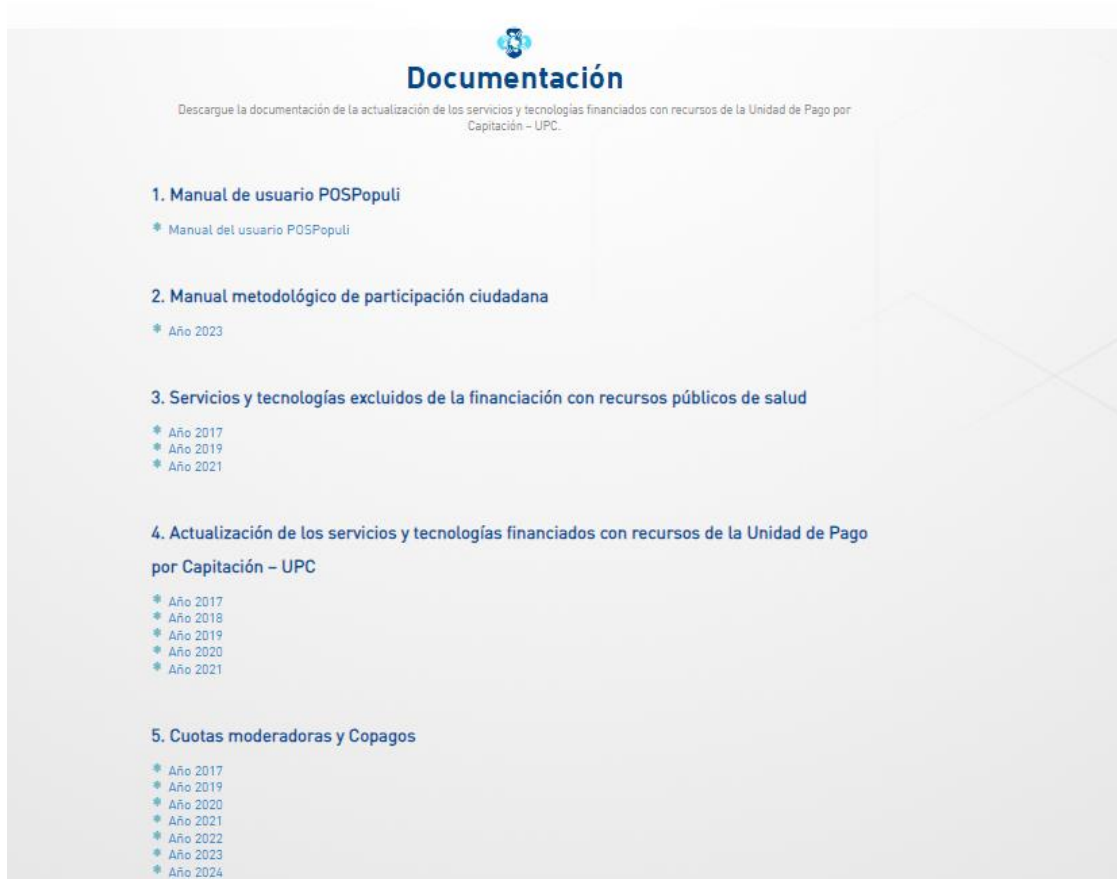 Documentación
Descargue la documentación de la actualización de los servicios y tecnologías financiados con recursos de la Unidad de Pago por
Capitación – UPC.
1. Manual de usuario POSPopuli
Manual del usuario POSPopuli
2. Manual metodológico de participación ciudadana
Año 2023
3. Servicios y tecnologías excluidos de la financiación con recursos públicos de salud
Año 2017
Año 2019
Año 2021
4. Actualización de los servicios y tecnologías financiados con recursos de la Unidad de Pago
por Capitación – UPC
Año 2017
Año 2018
Año 2019
Año 2020
Año 2021
5. Cuotas moderadoras y Copagos
Año 2017
Año 2019
Año 2020
Año 2021
Año 2022
Año 2023
Año 2024